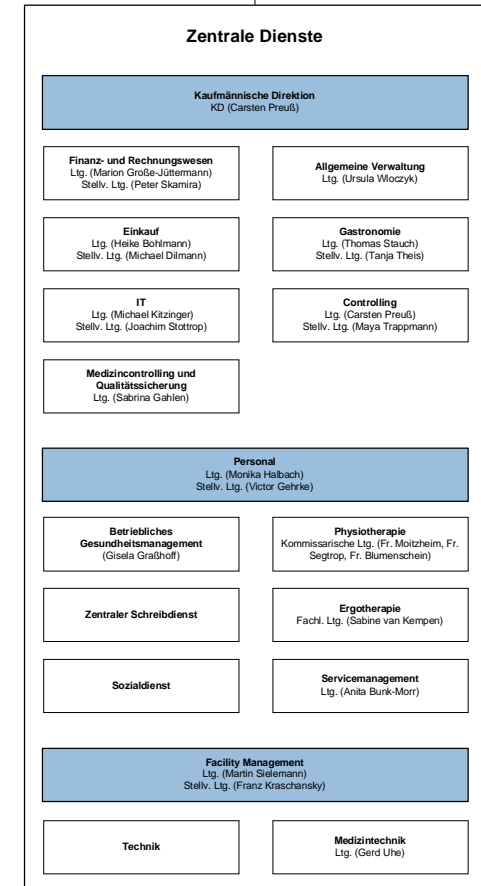 Zentrale Dienste
Kaufmännische Direktion
KD (Carsten Preuß)
Finanz- und Rechnungswesen
Ltg. (Marion Große-Jüttermann)
Stellv. Ltg. (Peter Skamira)
Allgemeine Verwaltung
Ltg. (Ursula Wloczyk)
Einkauf
Ltg. (Heike Bohlmann)
Stellv. Ltg. (Michael Dilmann)
Gastronomie
Ltg. (Thomas Stauch)
Stellv. Ltg. (Tanja Theis)
IT
Ltg. (Michael Kitzinger)
Stellv. Ltg. (Joachim Stottrop)
Controlling
Ltg. (Carsten Preuß)
Stellv. Ltg. (Maya Trappmann)
Medizincontrolling und
Qualitätssicherung
Ltg. (Sabrina Gahlen)
Personal
Ltg. (Monika Halbach)
Stellv. Ltg. (Victor Gehrke)
Betriebliches
Gesundheitsmanagement
(Gisela Graßhoff)
Physiotherapie
Kommissarische Ltg. (Fr. Moitzheim, Fr.
Segtrop, Fr. Blumenschein)
Zentraler Schreibdienst
Ergotherapie
Fachl. Ltg. (Sabine van Kempen)
Sozialdienst
Servicemanagement
Ltg. (Anita Bunk-Morr)
Facility Management
Ltg. (Martin Sielemann)
Stellv. Ltg. (Franz Kraschansky)
Technik
Medizintechnik
Ltg. (Gerd Uhe)